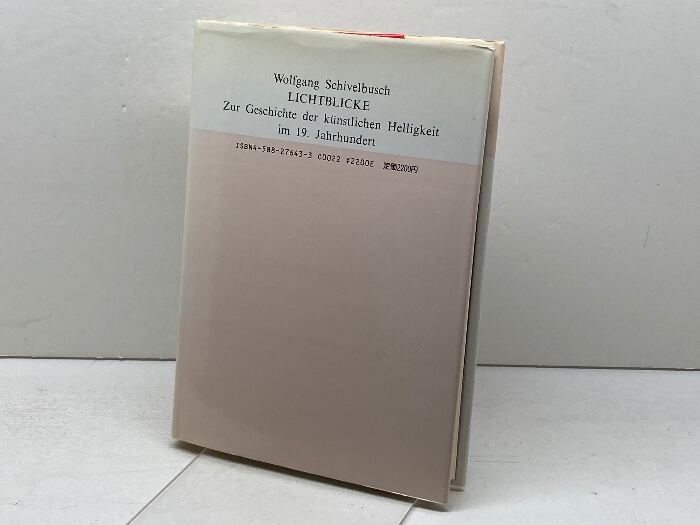 Wolfgang Schivelbusch
LICHTBLICKE
Zur Geschichte der künstlichen Helligkeit
im 19. Jahrhundert
ISBN4-588-27643-3 C0022 ¥2200E 定価2200円